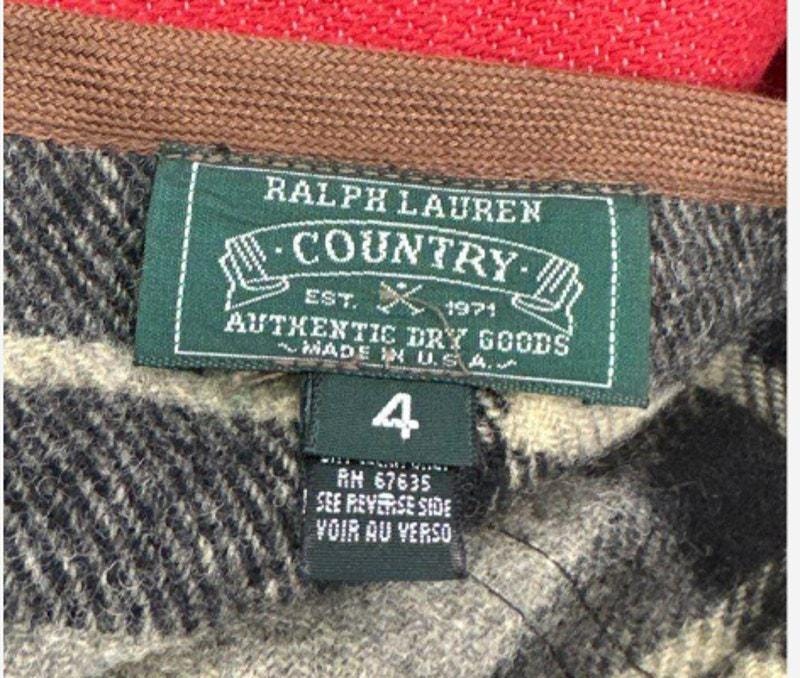 RALPH LAUREN
· COUNTRY ·
EST. 1971
AUTHENTIC DRY GOODS
~ MADE IN U.S.A. ~
4
RN 67635
SEE REVERSE SIDE
VOIR AU VERSO